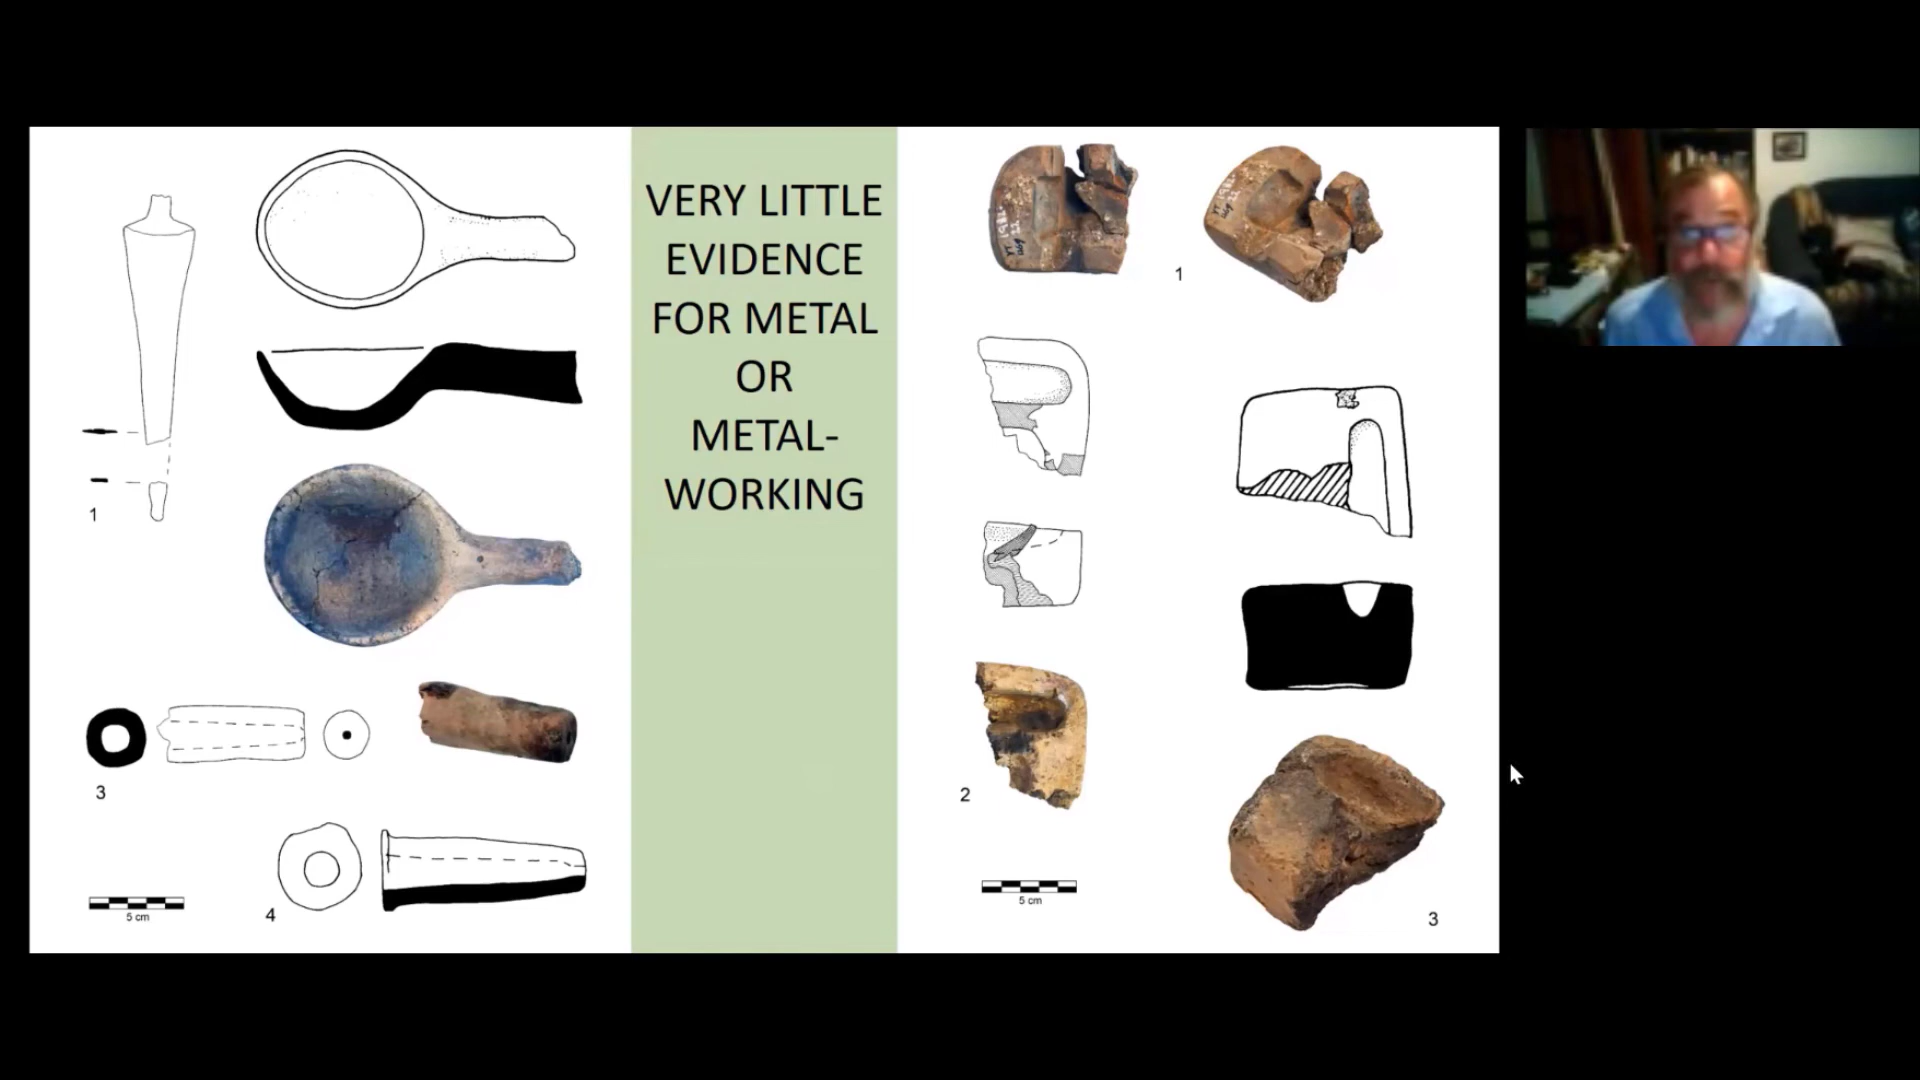 VERY LITTLE
EVIDENCE
FOR METAL
OR
METAL-
WORKING
1
3
5 cm
4
1
2
5 cm
3